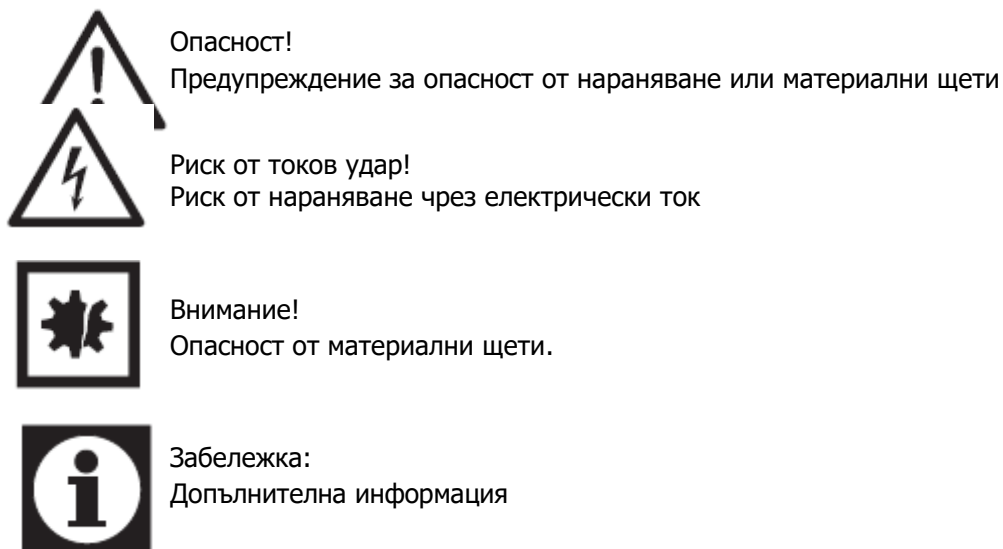 Опасност!
Предупреждение за опасност от нараняване или материални щети
Риск от токов удар!
Риск от нараняване чрез електрически ток
Внимание!
Опасност от материални щети.
Забележка:
Допълнителна информация